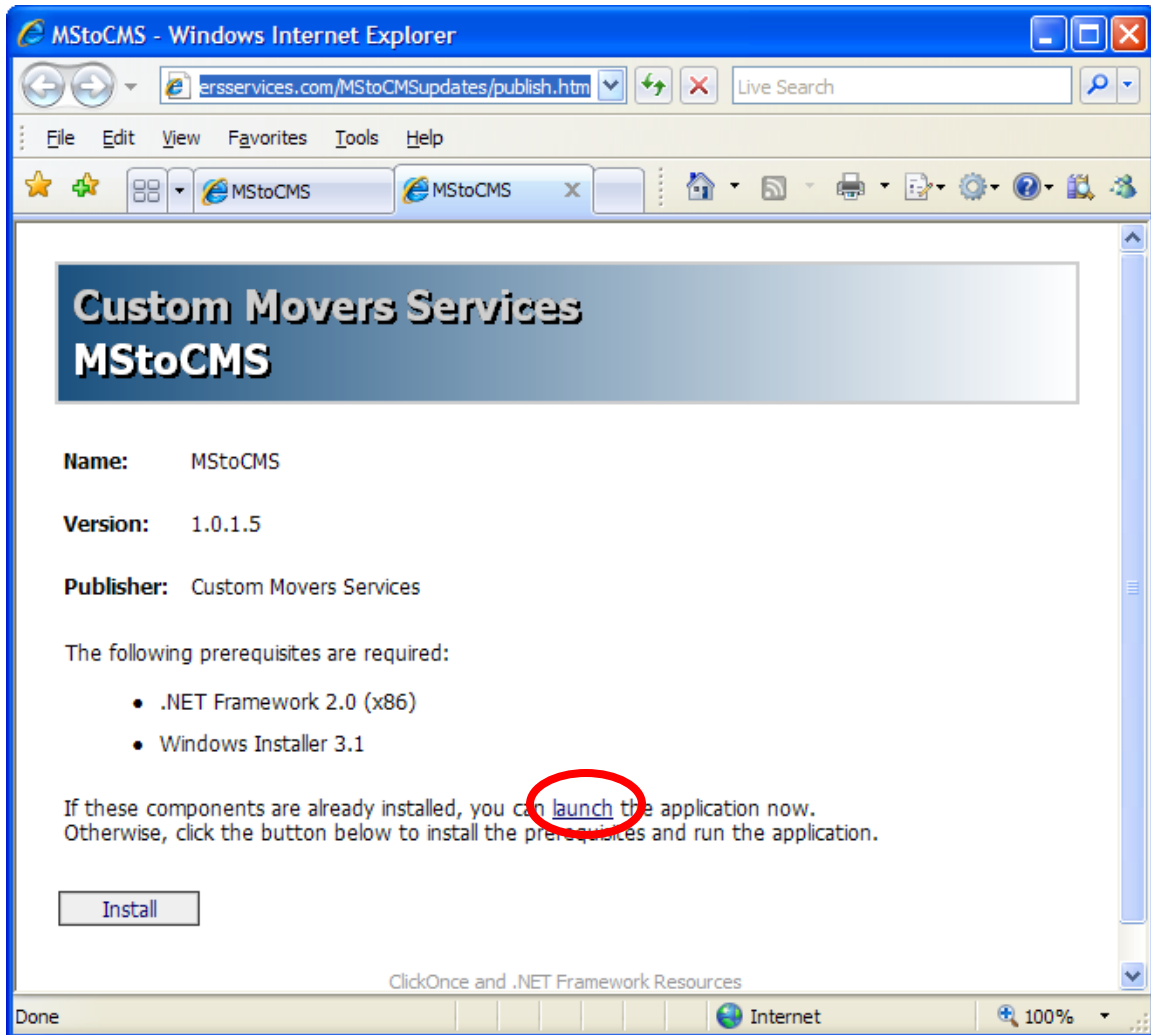 MStoCMS - Windows Internet Explorer
ersservices.com/MStoCMSupdates/publish.htm Live Search
File Edit View Favorites Tools Help
MStoCMS MStoCMS
Custom Movers Services
MStoCMS
Name: MStoCMS
Version: 1.0.1.5
Publisher: Custom Movers Services
The following prerequisites are required:
• .NET Framework 2.0 (x86)
• Windows Installer 3.1
If these components are already installed, you can launch the application now.
Otherwise, click the button below to install the prerequisites and run the application.
Install
ClickOnce and .NET Framework Resources
Done Internet 100%